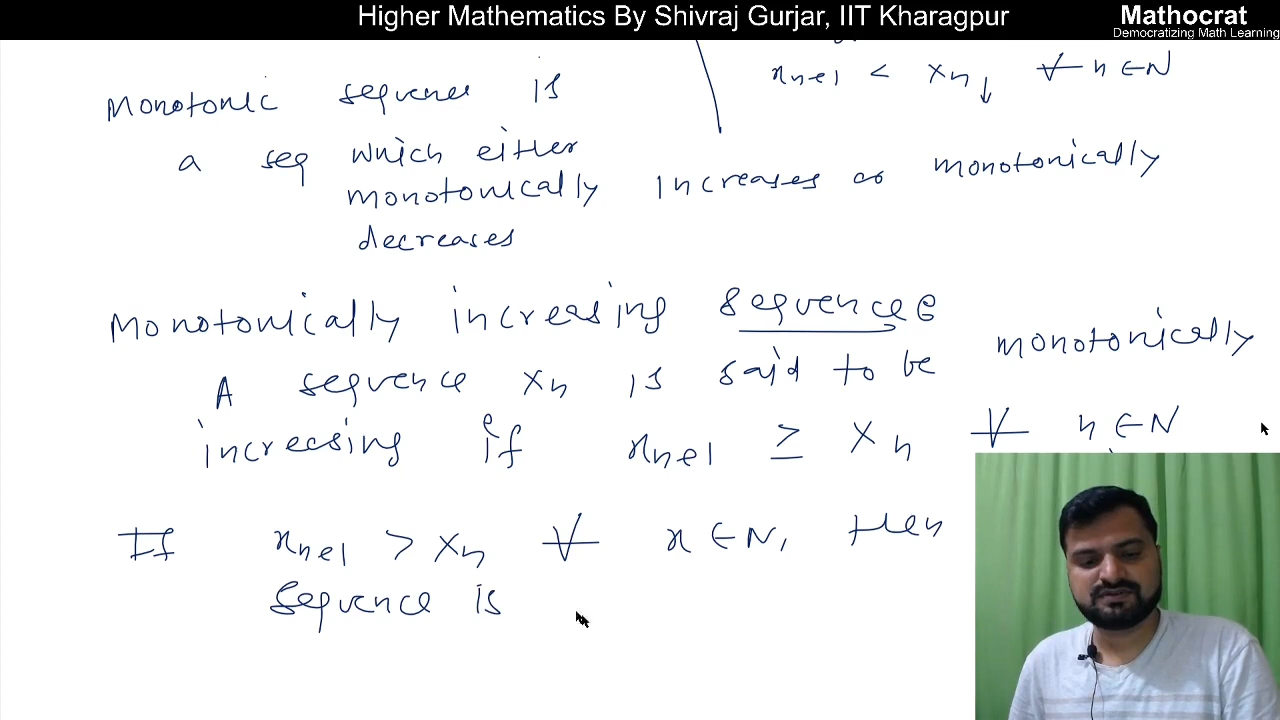 Higher Mathematics By Shivraj Gurjar, IIT Kharagpur
Mathocrat
Democratizing Math Learning
xn+1 < xn↓ ∀ n ∈ N
Monotonic sequence is
a seq which either
monotonically increases or monotonically
decreases
Monotonically increasing sequence
A sequence xn is said to be monotonically
increasing if xn+1 ≥ xn ∀ n ∈ N
If xn+1 > xn ∀ n ∈ N, then
sequence is